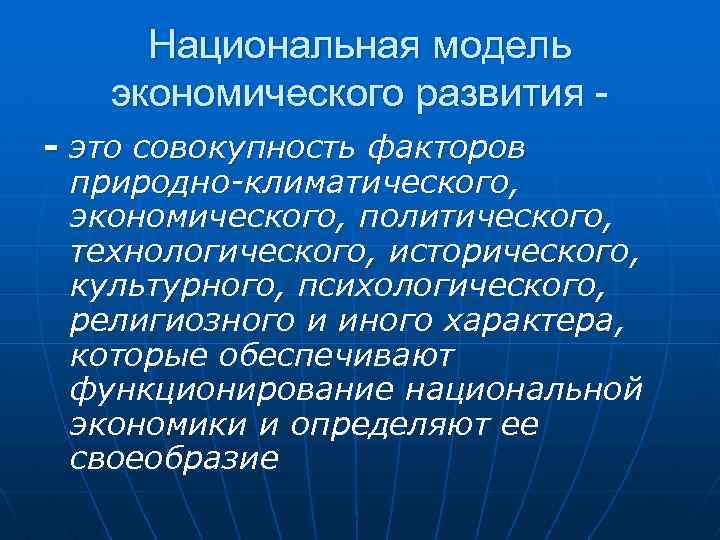 Национальная модель
экономического развития -
- это совокупность факторов
природно-климатического,
экономического, политического,
технологического, исторического,
культурного, психологического,
религиозного и иного характера,
которые обеспечивают
функционирование национальной
экономики и определяют ее
своеобразие